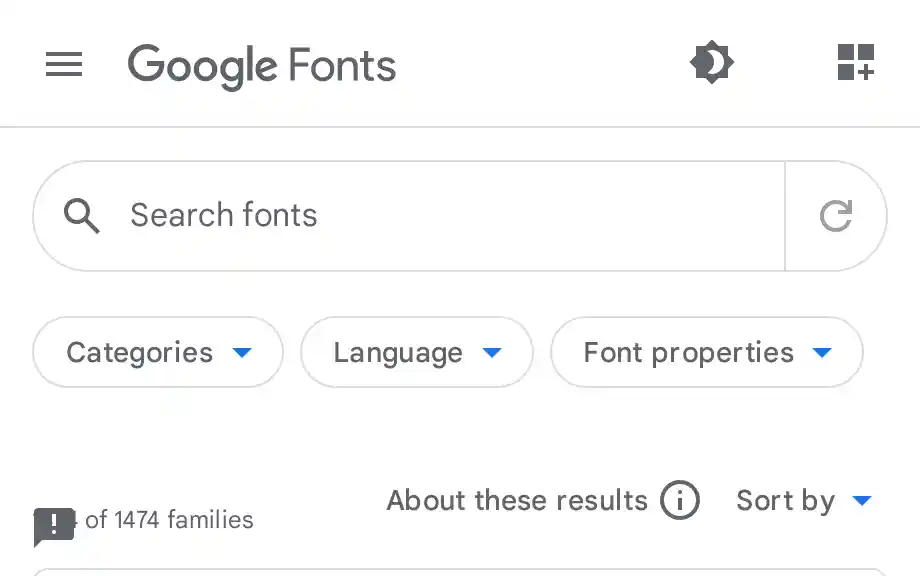 Google Fonts
Search fonts
Categories Language Font properties
About these results Sort by
of 1474 families